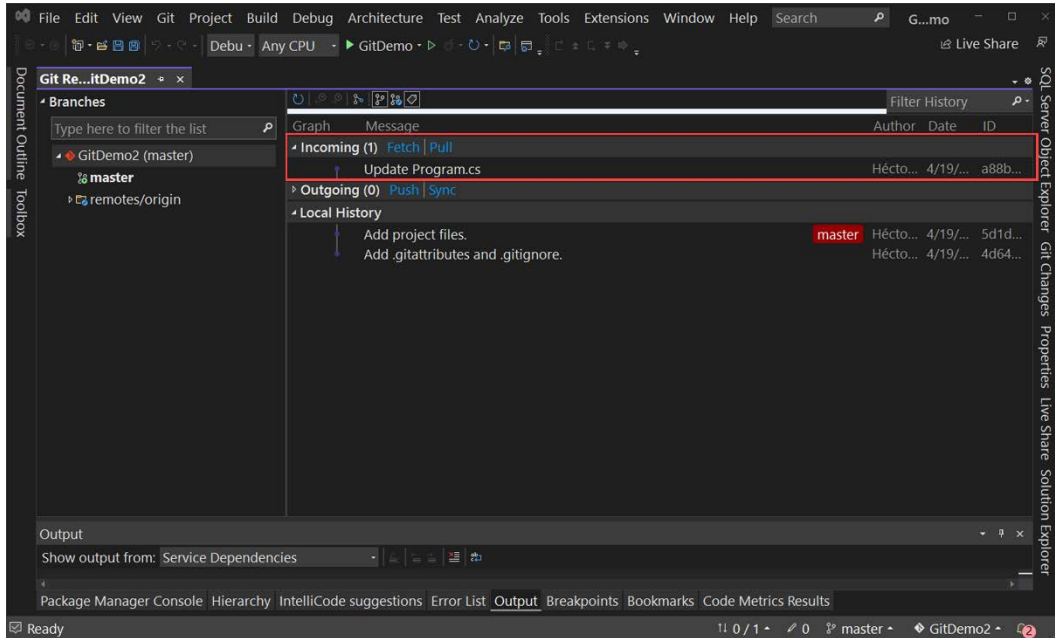 File Edit View Git Project Build Debug Architecture Test Analyze Tools Extensions Window Help Search G...mo
Debu Any CPU GitDemo Live Share
Git Re...itDemo2
Branches
Filter History
Type here to filter the list
Graph Message Author Date ID
Incoming (1) Fetch | Pull
GitDemo2 (master)
Update Program.cs Hécto... 4/19/... a88b...
master
Outgoing (0) Push | Sync
remotes/origin
Local History
Add project files. master Hécto... 4/19/... 5d1d...
Add .gitattributes and .gitignore. Hécto... 4/19/... 4d64...
Document Outline
Toolbox
SQL Server Object Explorer
Git Changes
Properties
Live Share
Solution Explorer
Output
Show output from: Service Dependencies
Package Manager Console Hierarchy IntelliCode suggestions Error List Output Breakpoints Bookmarks Code Metrics Results
Ready 0 / 1 0 master GitDemo2 2